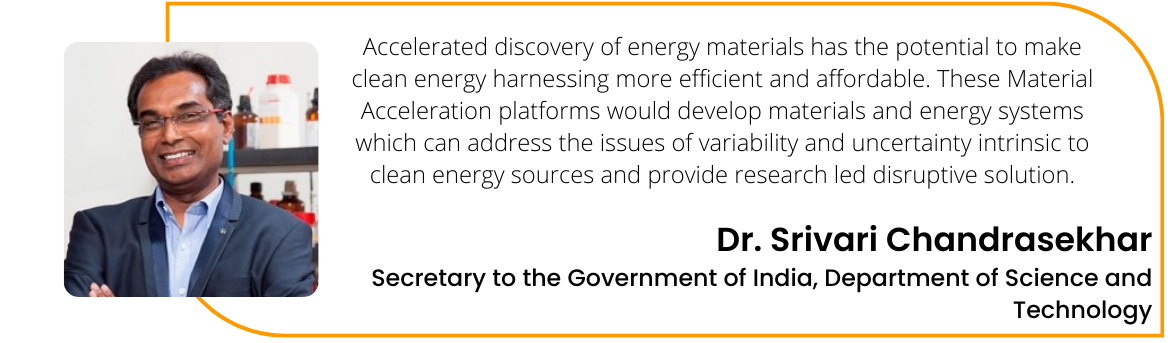 Accelerated discovery of energy materials has the potential to make
clean energy harnessing more efficient and affordable. These Material
Acceleration platforms would develop materials and energy systems
which can address the issues of variability and uncertainty intrinsic to
clean energy sources and provide research led disruptive solution.
Dr. Srivari Chandrasekhar
Secretary to the Government of India, Department of Science and
Technology